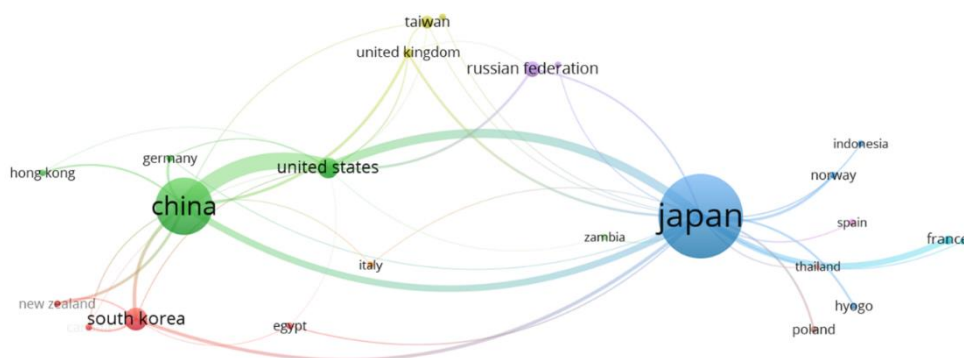 taiwan
united kingdom
russian federation
indonesia
germany
united states
hong kong
norway
china
japan
spain
zambia
france
italy
thailand
new zealand
hyogo
south korea
egypt
poland